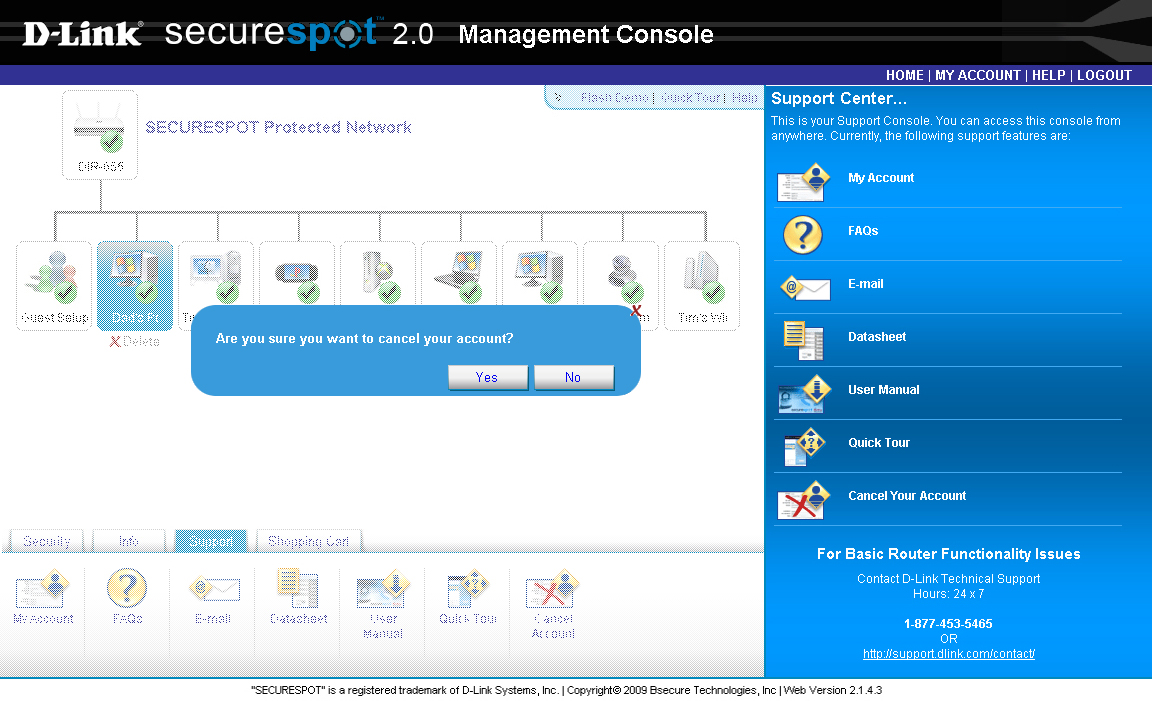 D-Link® securespot™ 2.0 Management Console
HOME | MY ACCOUNT | HELP | LOGOUT
Flash Demo | Quick Tour | Help
SECURESPOT Protected Network
DIR-655
Guest Setup
Dad's Pc
Tim's Wii
X Delete
Are you sure you want to cancel your account?
X
Yes No
Security Info Support Shopping Cart
My Account
FAQs
E-mail
Datasheet
User
Manual
Quick Tour
Cancel
Account
Support Center...
This is your Support Console. You can access this console from
anywhere. Currently, the following support features are:
My Account
FAQs
E-mail
Datasheet
User Manual
Quick Tour
Cancel Your Account
For Basic Router Functionality Issues
Contact D-Link Technical Support
Hours: 24 x 7
1-877-453-5465
OR
http://support.dlink.com/contact/
"SECURESPOT" is a registered trademark of D-Link Systems, Inc. | Copyright© 2009 Bsecure Technologies, Inc | Web Version 2.1.4.3